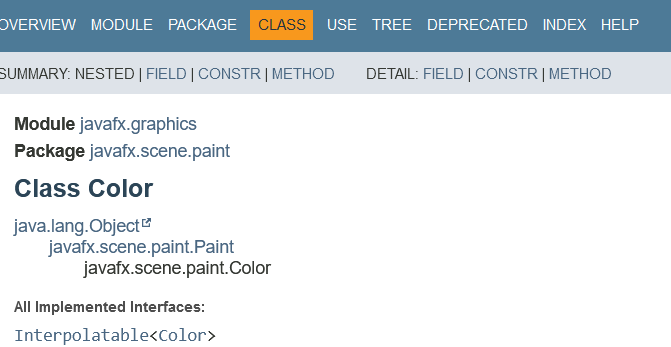 OVERVIEW MODULE PACKAGE CLASS USE TREE DEPRECATED INDEX HELP
SUMMARY: NESTED | FIELD | CONSTR | METHOD DETAIL: FIELD | CONSTR | METHOD
Module javafx.graphics
Package javafx.scene.paint
Class Color
java.lang.Object
javafx.scene.paint.Paint
javafx.scene.paint.Color
All Implemented Interfaces:
Interpolatable<Color>